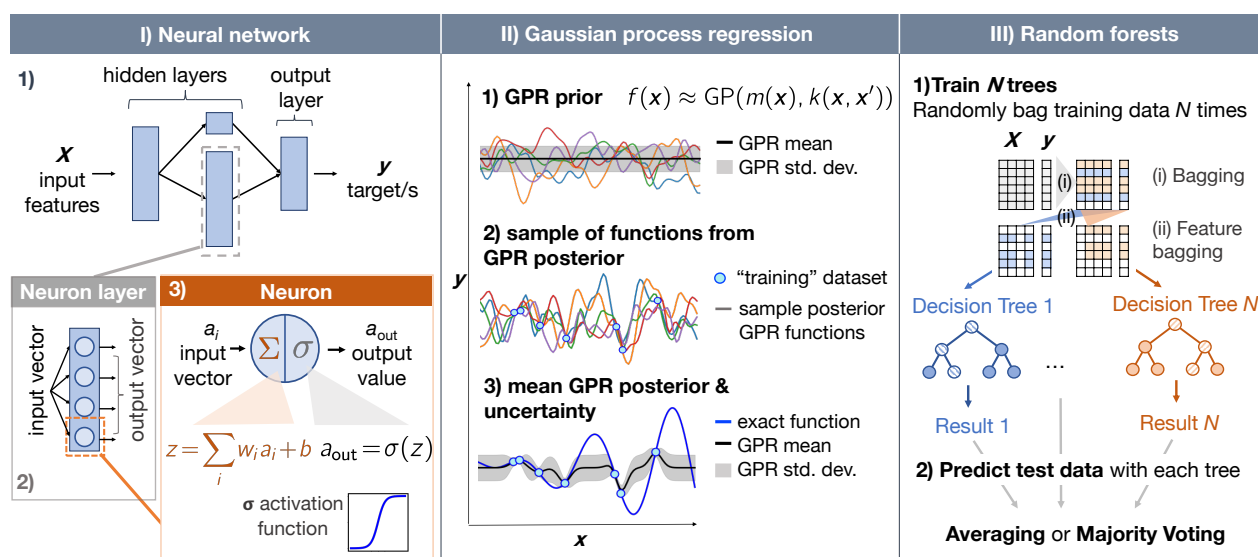 I) Neural network
1)
hidden layers
output
layer
X
input
features
y
target/s
Neuron layer
input vector
output vector
2)
3)
Neuron
aᵢ
input
vector
Σ
σ
a_out
output
value
z = ∑ᵢ wᵢaᵢ + b
a_out = σ(z)
σ activation
function
II) Gaussian process regression
y
1) GPR prior
f(x) ≈ GP(m(x), k(x, x′))
GPR mean
GPR std. dev.
2) sample of functions from
GPR posterior
“training” dataset
sample posterior
GPR functions
3) mean GPR posterior &
uncertainty
exact function
GPR mean
GPR std. dev.
x
III) Random forests
1)Train N trees
Randomly bag training data N times
X y
(i)
(i) Bagging
(ii)
(ii) Feature
bagging
Decision Tree 1
Decision Tree N
...
Result 1
Result N
2) Predict test data with each tree
Averaging or Majority Voting